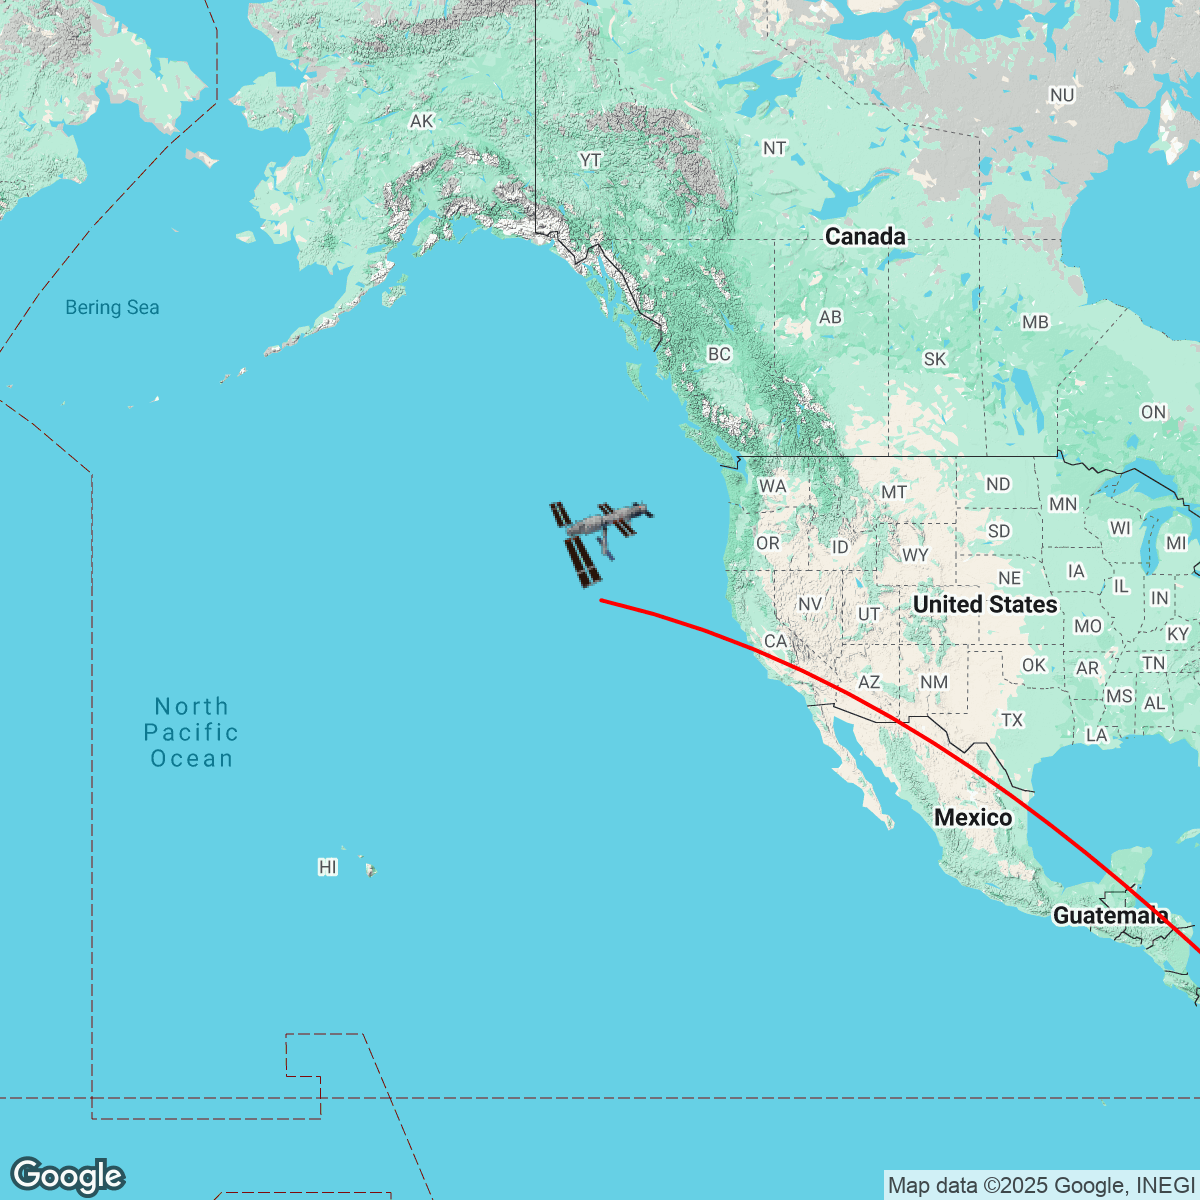 NU
AK
NT
YT
Canada
Bering Sea
AB
MB
BC
SK
ON
WA
MT
ND
MN
WI
MI
OR
ID
WY
SD
IA
NE
IL
IN
NV
UT
United States
MO
KY
CA
OK
AR
TN
AZ
NM
MS
AL
TX
LA
North
Pacific
Ocean
Mexico
HI
Guatemala
Google
Map data ©2025 Google, INEGI